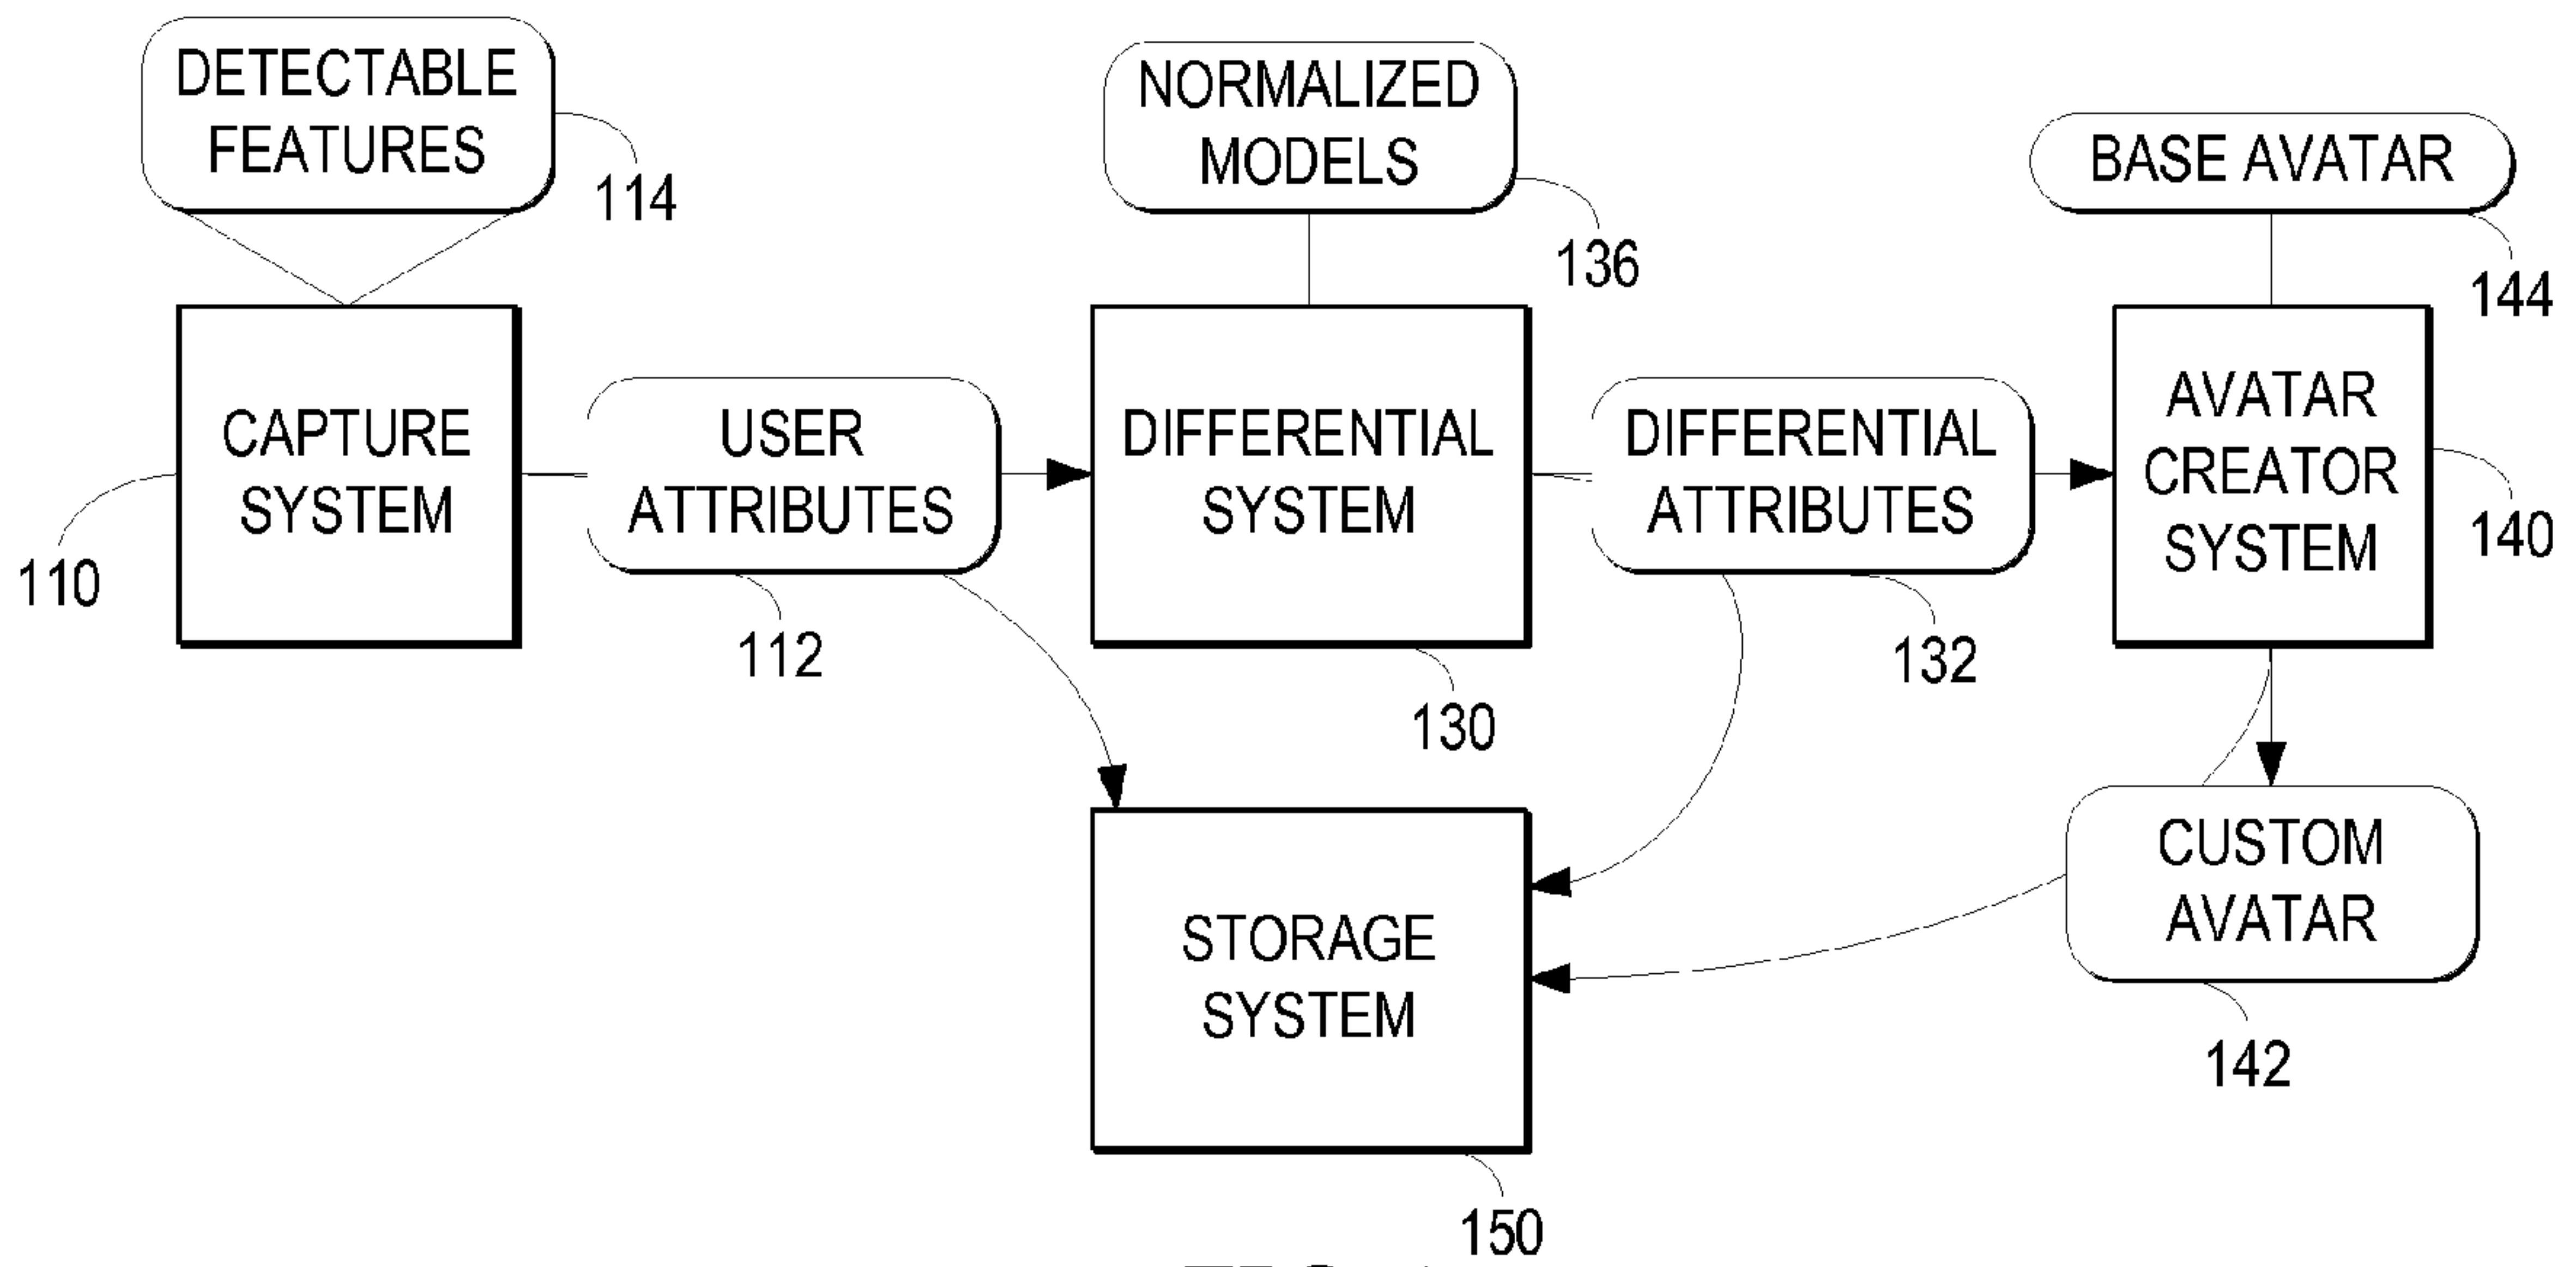 DETECTABLE
FEATURES
114
NORMALIZED
MODELS
136
BASE AVATAR
144
CAPTURE
SYSTEM
110
USER
ATTRIBUTES
112
DIFFERENTIAL
SYSTEM
130
DIFFERENTIAL
ATTRIBUTES
132
AVATAR
CREATOR
SYSTEM
140
STORAGE
SYSTEM
150
CUSTOM
AVATAR
142